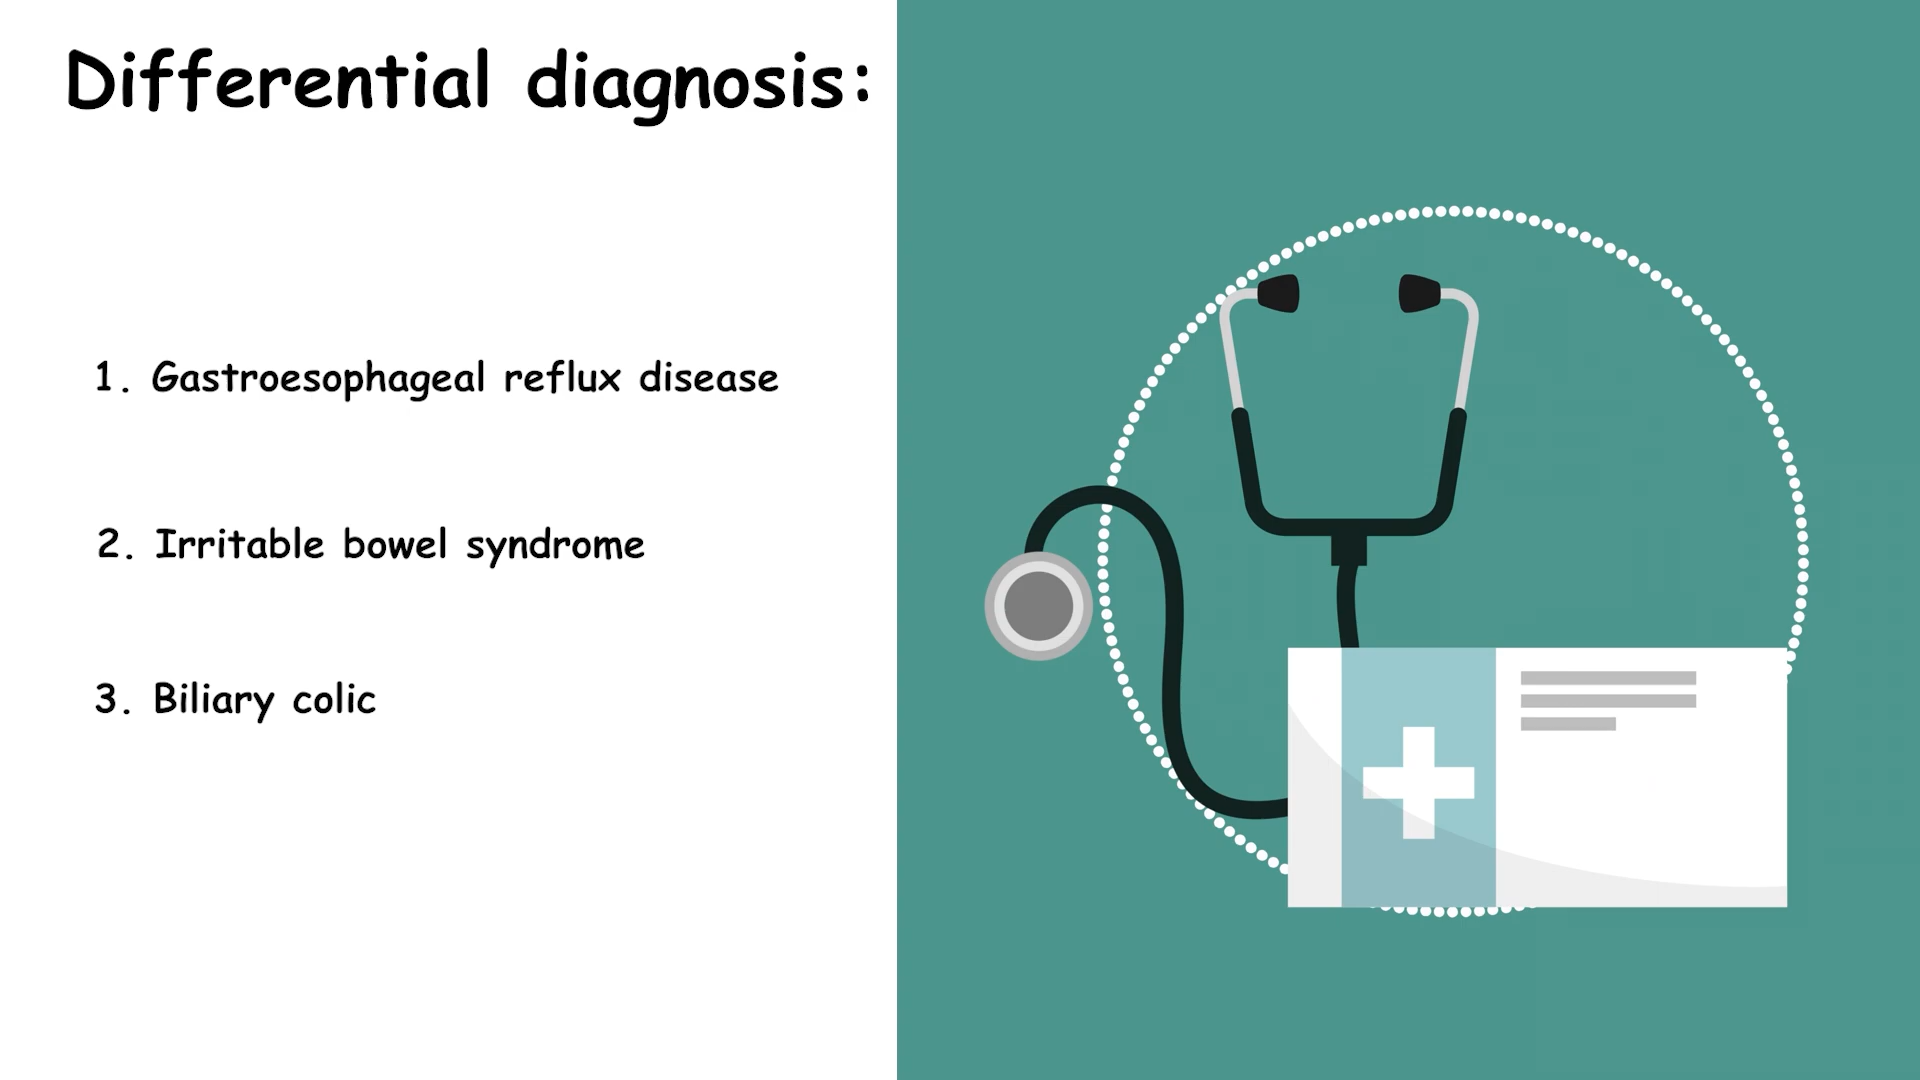 Differential diagnosis:
1. Gastroesophageal reflux disease
2. Irritable bowel syndrome
3. Biliary colic